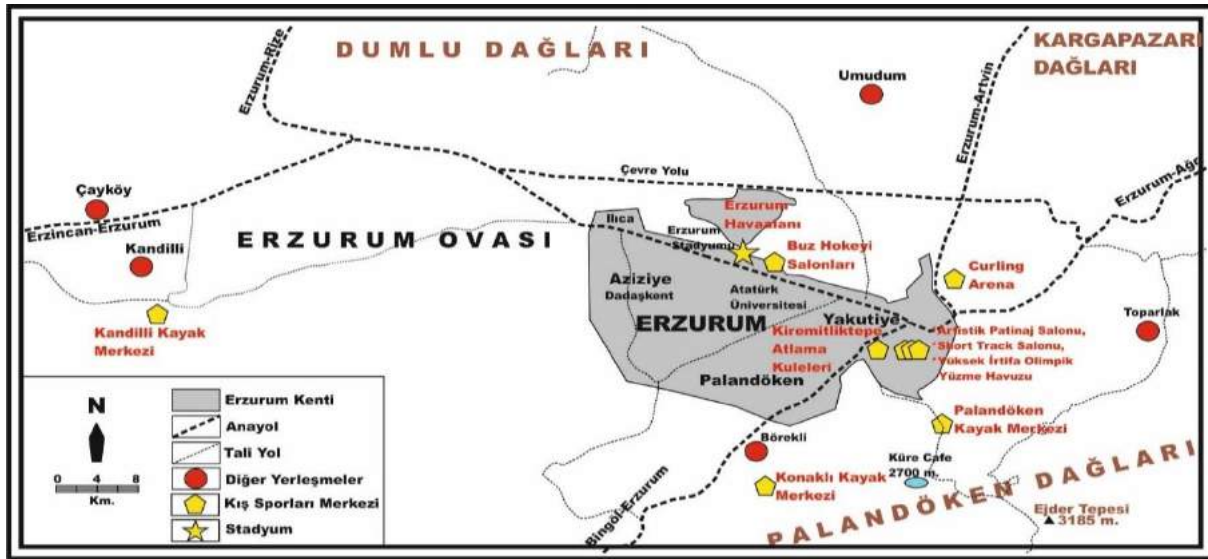 DUMLU DAĞLARI
KARGAPAZARI
DAĞLARI
Umudum
Erzurum-Rize
Erzurum-Artvin
Erzurum-Ağrı
Çevre Yolu
Çayköy
Erzincan-Erzurum
Kandilli
ERZURUM OVASI
Kandilli Kayak
Merkezi
Ilıca
Erzurum
Havaalanı
Erzurum
Stadyumu
Buz Hokeyi
Salonları
Curling
Arena
Aziziye
Dadaşkent
Atatürk
Üniversitesi
ERZURUM
Yakutiye
Toparlak
Kiremitliktepe
Atlama
Kuleleri
*Artistik Patinaj Salonu,
*Short Track Salonu,
*Yüksek İrtifa Olimpik
Yüzme Havuzu
Palandöken
Palandöken
Kayak Merkezi
Börekli
Küre Cafe
2700 m.
Konaklı Kayak
Merkezi
Bingöl-Erzurum
PALANDÖKEN DAĞLARI
Ejder Tepesi
3185 m.
N
0 4 8
Km.
Erzurum Kenti
Anayol
Tali Yol
Diğer Yerleşmeler
Kış Sporları Merkezi
Stadyum